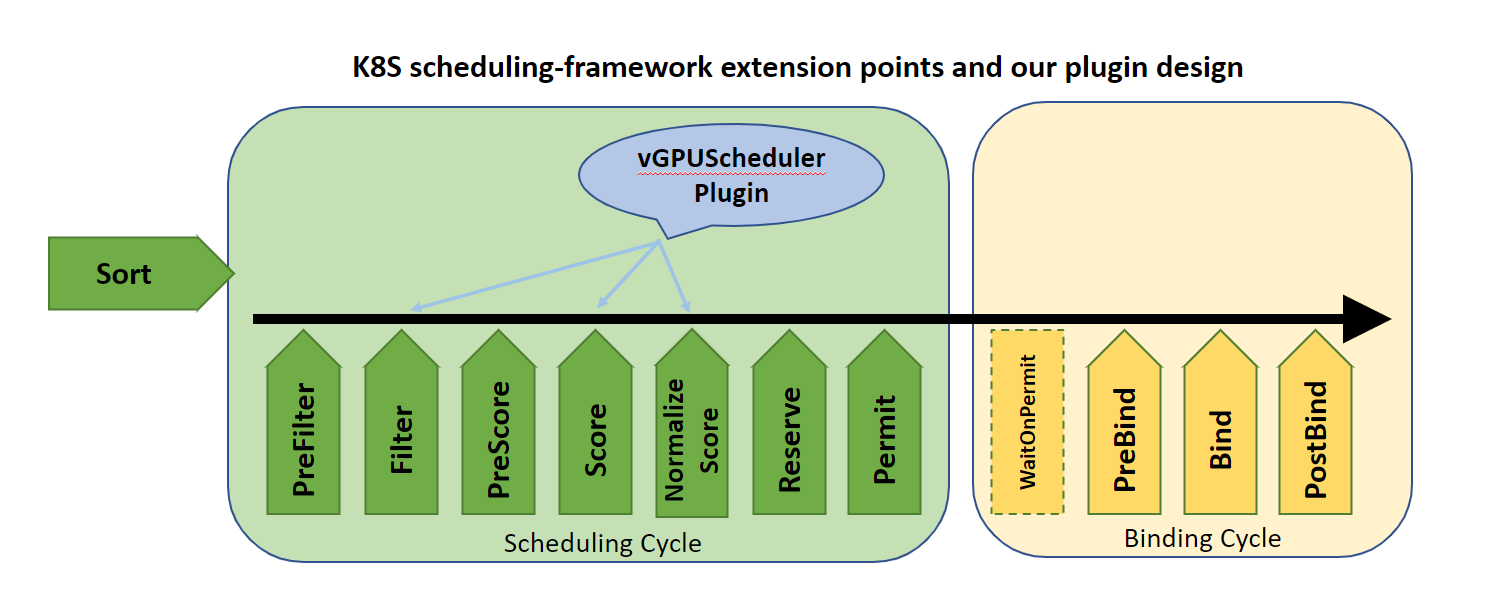 K8S scheduling-framework extension points and our plugin design
vGPUScheduler
Plugin
Sort
PreFilter
Filter
PreScore
Score
Normalize
Score
Reserve
Permit
WaitOnPermit
PreBind
Bind
PostBind
Scheduling Cycle
Binding Cycle